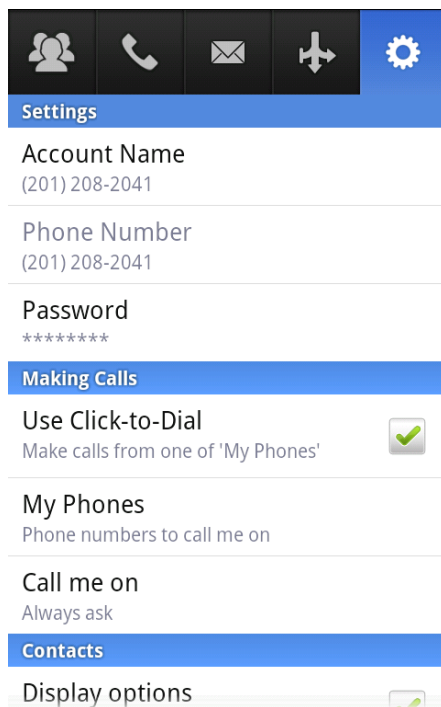 Settings
Account Name
(201) 208-2041
Phone Number
(201) 208-2041
Password
********
Making Calls
Use Click-to-Dial
Make calls from one of 'My Phones'
My Phones
Phone numbers to call me on
Call me on
Always ask
Contacts
Display options